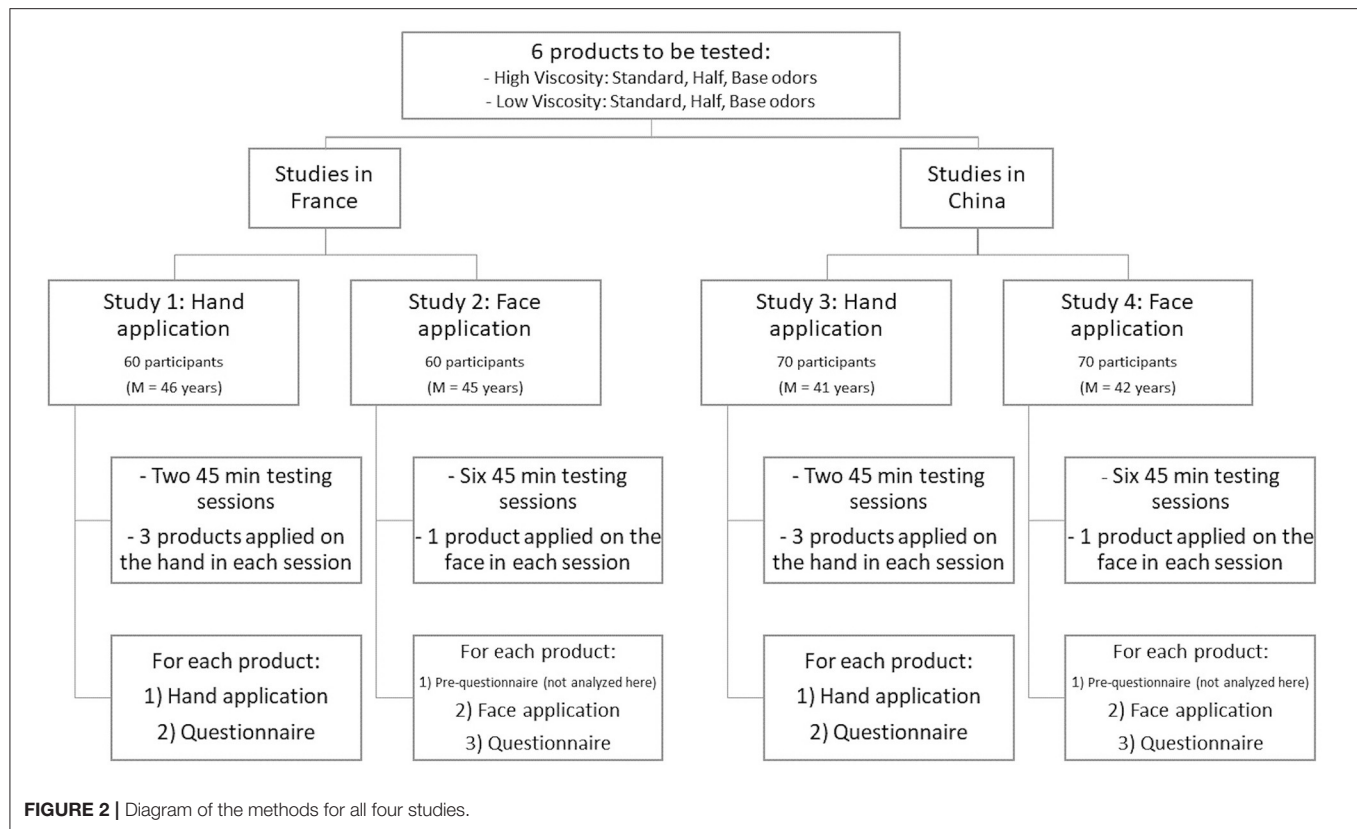 6 products to be tested:
- High Viscosity: Standard, Half, Base odors
- Low Viscosity: Standard, Half, Base odors
Studies in
France
Studies in
China
Study 1: Hand
application
60 participants
(M = 46 years)
Study 2: Face
application
60 participants
(M = 45 years)
Study 3: Hand
application
70 participants
(M = 41 years)
Study 4: Face
application
70 participants
(M = 42 years)
- Two 45 min testing
sessions
- 3 products applied on
the hand in each session
- Six 45 min testing
sessions
- 1 product applied on the
face in each session
- Two 45 min testing
sessions
- 3 products applied on
the hand in each session
- Six 45 min testing
sessions
- 1 product applied on the
face in each session
For each product:
1) Hand application
2) Questionnaire
For each product:
1) Pre-questionnaire (not analyzed here)
2) Face application
3) Questionnaire
For each product:
1) Hand application
2) Questionnaire
For each product:
1) Pre-questionnaire (not analyzed here)
2) Face application
3) Questionnaire
FIGURE 2 | Diagram of the methods for all four studies.